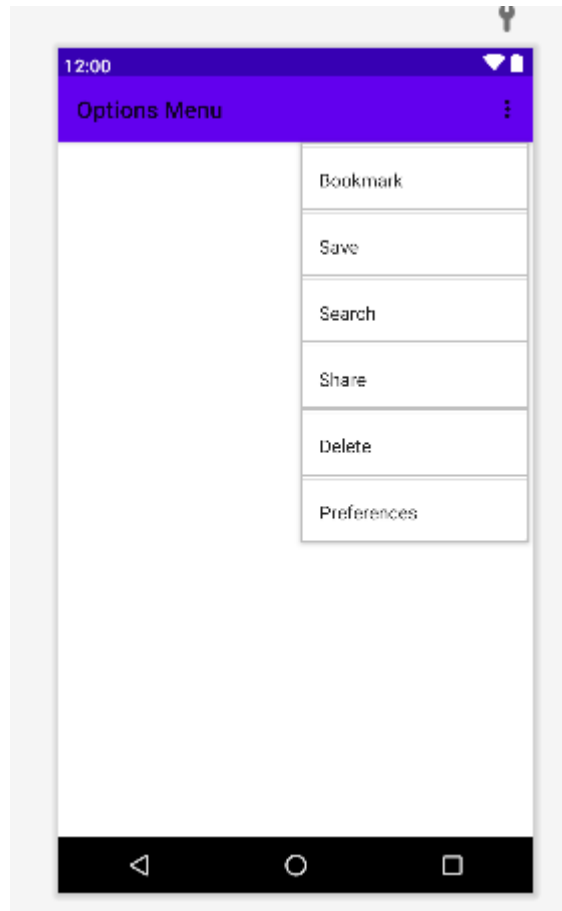 12:00
Options Menu
Bookmark
Save
Search
Share
Delete
Preferences